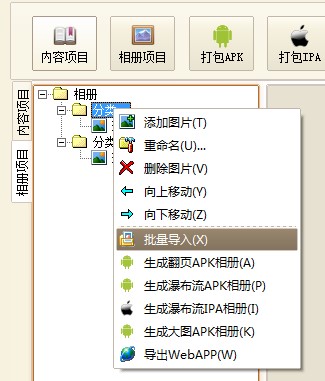 内容项目
相册项目
打包APK
打包IPA
内容项目
相册项目
相册
分类
分类
添加图片(T)
重命名(U)...
删除图片(V)
向上移动(Y)
向下移动(Z)
批量导入(X)
生成翻页APK相册(A)
生成瀑布流APK相册(P)
生成瀑布流IPA相册(I)
生成大图APK相册(K)
导出WebAPP(W)